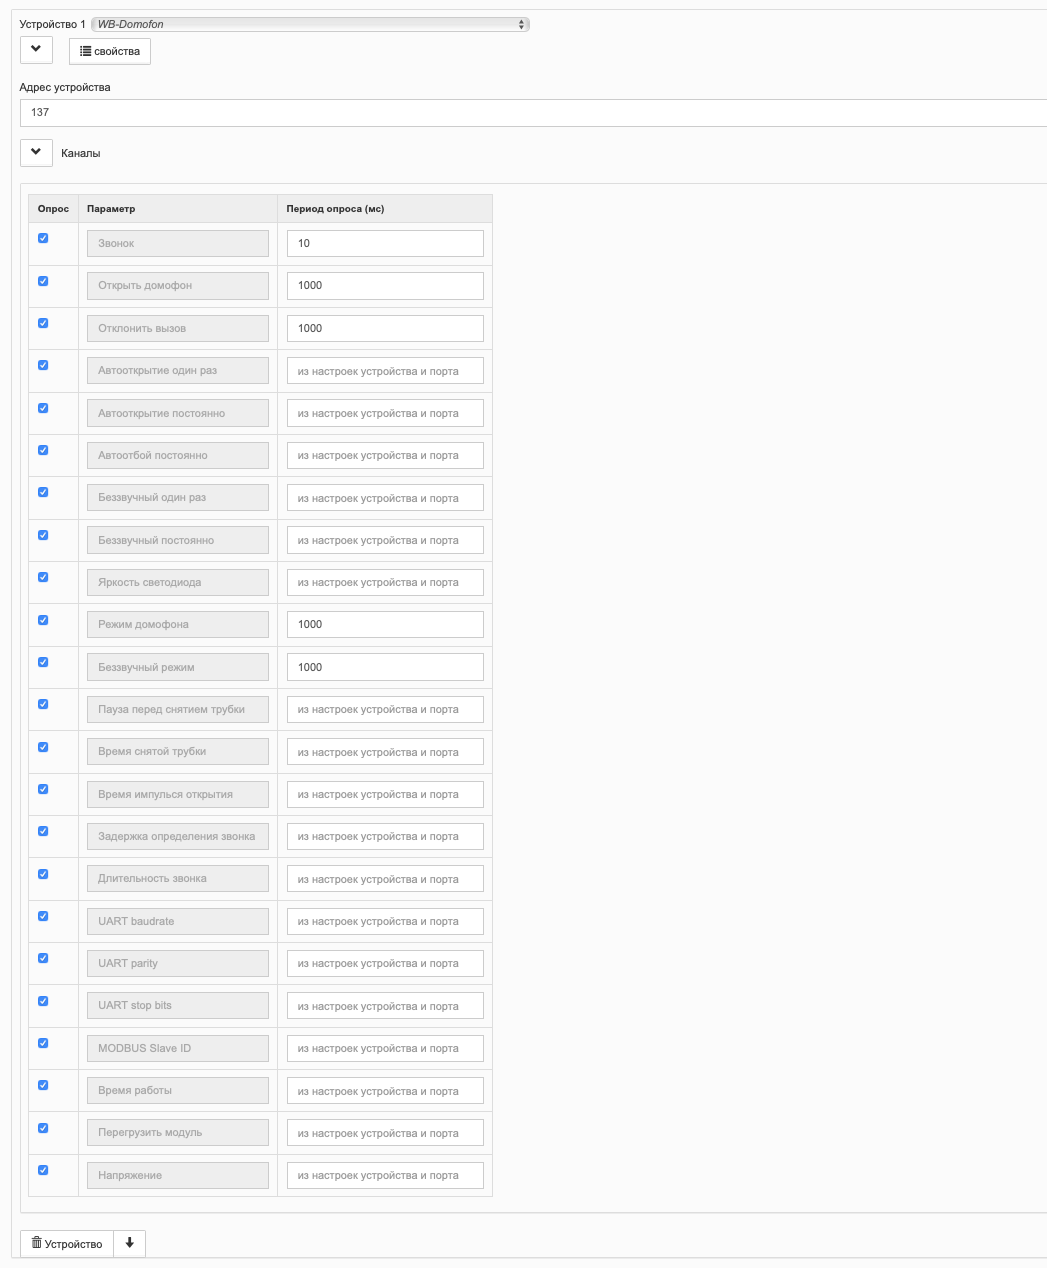 Устройство 1 WB-Domofon
свойства
Адрес устройства
137
Каналы
Опрос Параметр Период опроса (мс)
Звонок 10
Открыть домофон 1000
Отклонить вызов 1000
Автооткрытие один раз из настроек устройства и порта
Автооткрытие постоянно из настроек устройства и порта
Автоотбой постоянно из настроек устройства и порта
Беззвучный один раз из настроек устройства и порта
Беззвучный постоянно из настроек устройства и порта
Яркость светодиода из настроек устройства и порта
Режим домофона 1000
Беззвучный режим 1000
Пауза перед снятием трубки из настроек устройства и порта
Время снятой трубки из настроек устройства и порта
Время импулься открытия из настроек устройства и порта
Задержка определения звонка из настроек устройства и порта
Длительность звонка из настроек устройства и порта
UART baudrate из настроек устройства и порта
UART parity из настроек устройства и порта
UART stop bits из настроек устройства и порта
MODBUS Slave ID из настроек устройства и порта
Время работы из настроек устройства и порта
Перегрузить модуль из настроек устройства и порта
Напряжение из настроек устройства и порта
Устройство